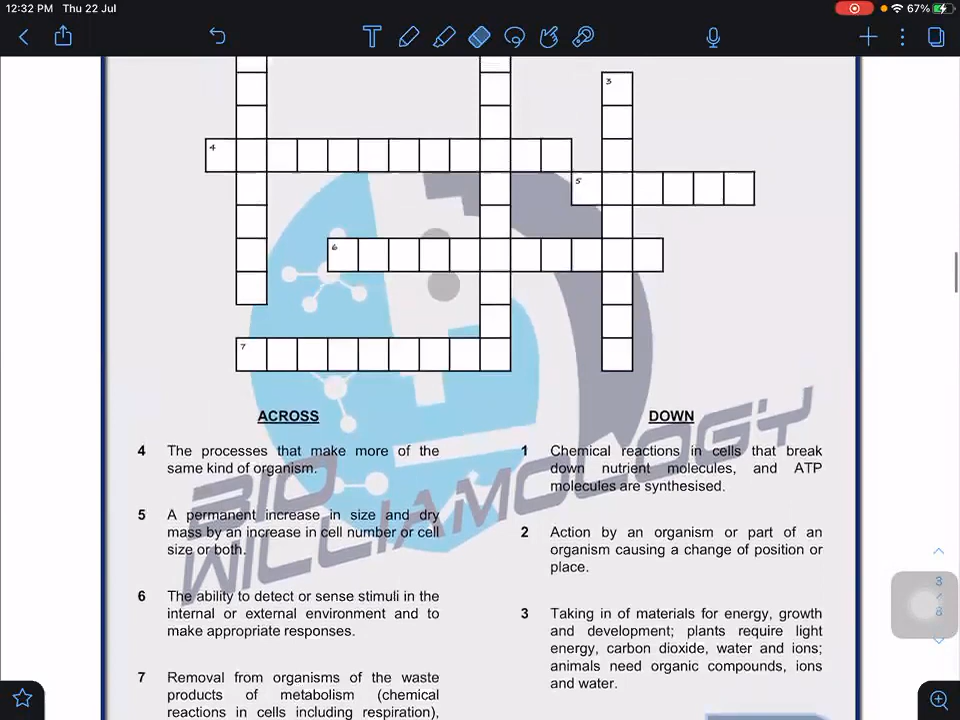 12:32 PM Thu 22 Jul
67%
3
4
5
6
7
ACROSS
4 The processes that make more of the
same kind of organism.
5 A permanent increase in size and dry
mass by an increase in cell number or cell
size or both.
6 The ability to detect or sense stimuli in the
internal or external environment and to
make appropriate responses.
7 Removal from organisms of the waste
products of metabolism (chemical
reactions in cells including respiration),
DOWN
1 Chemical reactions in cells that break
down nutrient molecules, and ATP
molecules are synthesised.
2 Action by an organism or part of an
organism causing a change of position or
place.
3 Taking in of materials for energy, growth
and development; plants require light
energy, carbon dioxide, water and ions;
animals need organic compounds, ions
and water.
BIO
WILLIAMOLOGY
3
8